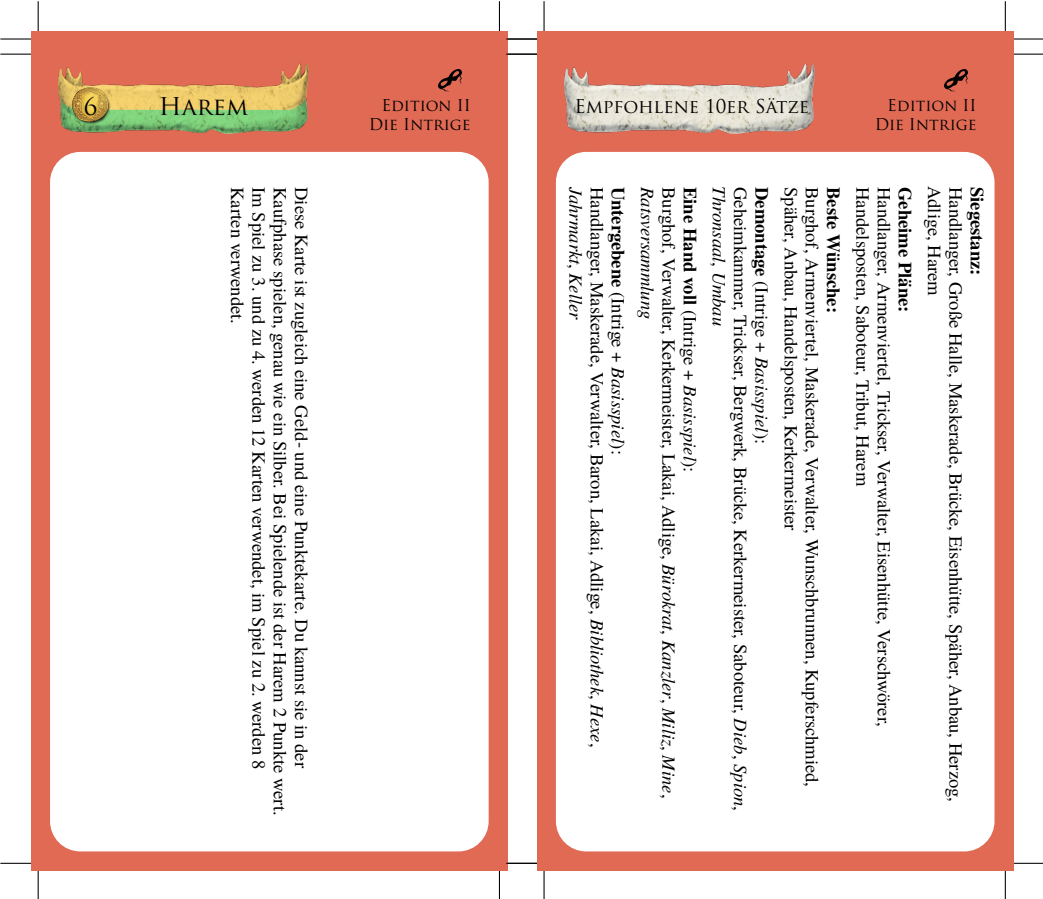 6
HAREM
EDITION II
DIE INTRIGE
Diese Karte ist zugleich eine Geld- und eine Punktekarte. Du kannst sie in der
Kaufphase spielen, genau wie ein Silber. Bei Spielende ist der Harem 2 Punkte wert.
Im Spiel zu 3. und zu 4. werden 12 Karten verwendet, im Spiel zu 2. werden 8
Karten verwendet.
EMPFOHLENE 10ER SÄTZE
EDITION II
DIE INTRIGE
Siegestanz:
Handlanger, Große Halle, Maskerade, Brücke, Eisenhütte, Späher, Anbau, Herzog,
Adlige, Harem
Geheime Pläne:
Handlanger, Armenviertel, Trickser, Verwalter, Eisenhütte, Verschwörer,
Handelsposten, Saboteur, Tribut, Harem
Beste Wünsche:
Burghof, Armenviertel, Maskerade, Verwalter, Wunschbrunnen, Kupferschmied,
Späher, Anbau, Handelsposten, Kerkermeister
Demontage (Intrige + Basisspiel):
Geheimkammer, Trickser, Bergwerk, Brücke, Kerkermeister, Saboteur, Dieb, Spion,
Thronsaal, Umbau
Eine Hand voll (Intrige + Basisspiel):
Burghof, Verwalter, Kerkermeister, Lakai, Adlige, Bürokrat, Kanzler, Miliz, Mine,
Ratsversammlung
Untergebene (Intrige + Basisspiel):
Handlanger, Maskerade, Verwalter, Baron, Lakai, Adlige, Bibliothek, Hexe,
Jahrmarkt, Keller